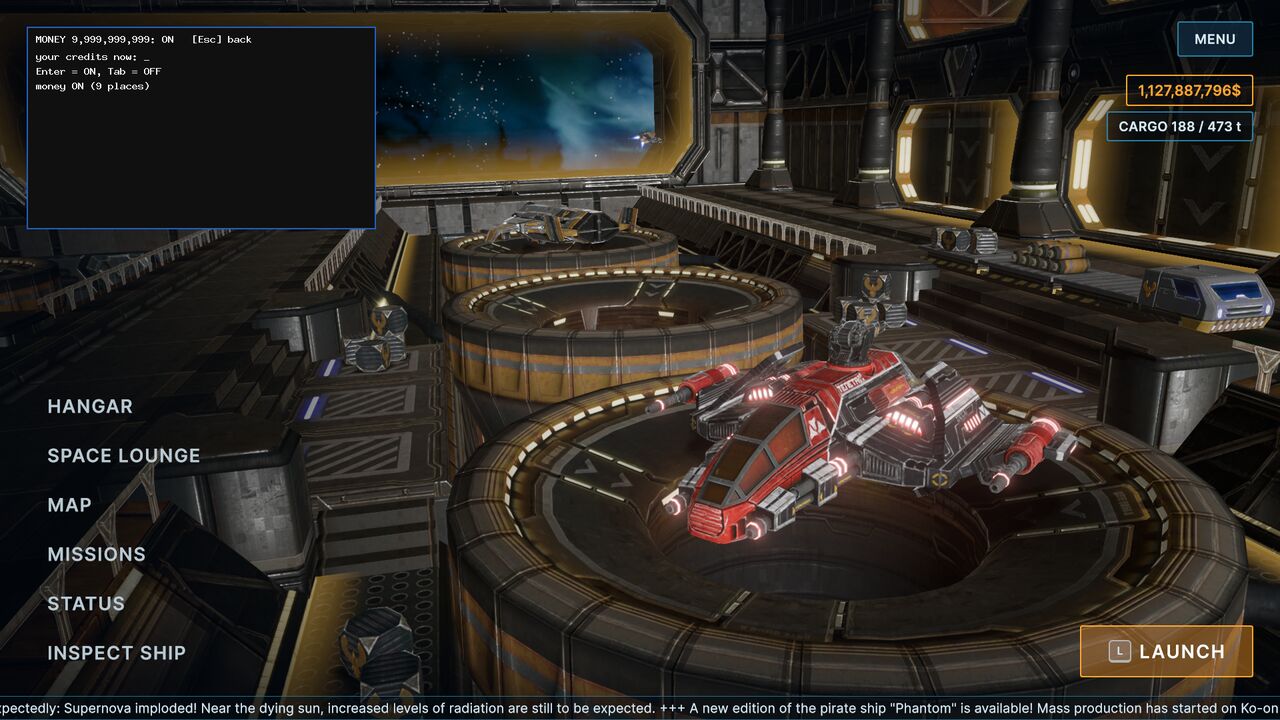 MONEY 9,999,999,999: ON [Esc] back
your credits now: _
Enter = ON, Tab = OFF
money ON (9 places)
MENU
1,127,887,796$
CARGO 188 / 473 t
HANGAR
SPACE LOUNGE
MAP
MISSIONS
STATUS
INSPECT SHIP
L LAUNCH
xpectedly: Supernova imploded! Near the dying sun, increased levels of radiation are still to be expected. +++ A new edition of the pirate ship "Phantom" is available! Mass production has started on Ko-on